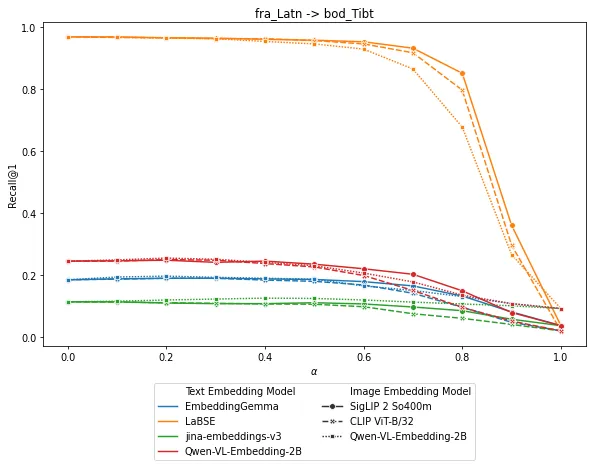 fra_Latn -> bod_Tibt
Recall@1
1.0
0.8
0.6
0.4
0.2
0.0
0.0 0.2 0.4 0.6 0.8 1.0
α
Text Embedding Model Image Embedding Model
EmbeddingGemma SigLIP 2 So400m
LaBSE CLIP ViT-B/32
jina-embeddings-v3 Qwen-VL-Embedding-2B
Qwen-VL-Embedding-2B